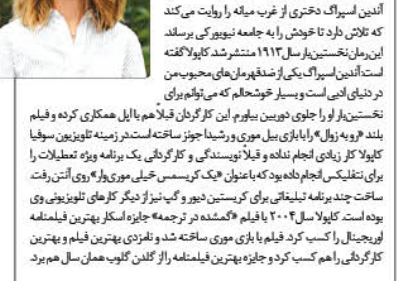 آندین اسپراگ دختری از غرب میانه را روایت می‌کند
که تلاش دارد تا خودش را به جامعه نیویورکی برساند.
این رمان نخستین‌بار سال ۱۹۱۳ منتشر شد. کاپولا گفته
است: آندین اسپراگ یکی از ضدقهرمان‌های محبوب من
در دنیای ادبی است و بسیار خوشحالم که می‌توانم برای
نخستین‌بار او را جلوی دوربین بیاورم. این کارگردان قبلاً هم با اپل همکاری کرده و فیلم
بلند «رو به زوال» را با بازی بیل موری و رشیدا جونز ساخته است. در زمینه تلویزیون سوفیا
کاپولا کار زیادی انجام نداده و قبلاً نویسندگی و کارگردانی یک برنامه ویژه تعطیلات را
برای نتفلیکس انجام داده بود که با عنوان «یک کریسمس خیلی موری‌وار» روی آنتن رفت.
ساخت چند برنامه تبلیغاتی برای کریستین دیور و گپ نیز از دیگر کارهای تلویزیونی وی
بوده است. کاپولا سال ۲۰۰۴ با فیلم «گمشده در ترجمه» جایزه اسکار بهترین فیلمنامه
اوریجینال را کسب کرد. فیلم با بازی موری ساخته شد و نامزدی بهترین فیلم و بهترین
کارگردانی را هم کسب کرد و جایزه بهترین فیلمنامه را از گلدن گلوب همان سال هم برد.